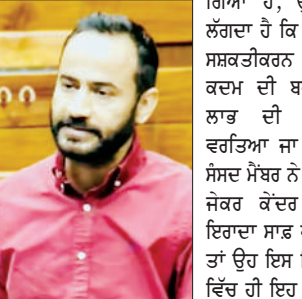 ਗਿਆ ਹੈ,
ਲੱਗਦਾ ਹੈ ਕਿ
ਸਸ਼ਕਤੀਕਰਨ
ਕਦਮ ਦੀ
ਲਾਭ ਦੀ
ਵਰਤਿਆ ਜਾ
ਸੰਸਦ ਮੈਂਬਰ ਨੇ
ਜੇਕਰ ਕੇਂਦਰ
ਇਰਾਦਾ ਸਾਫ਼
ਤਾਂ ਉਹ ਇਸ
ਵਿੱਚ ਹੀ ਇਹ